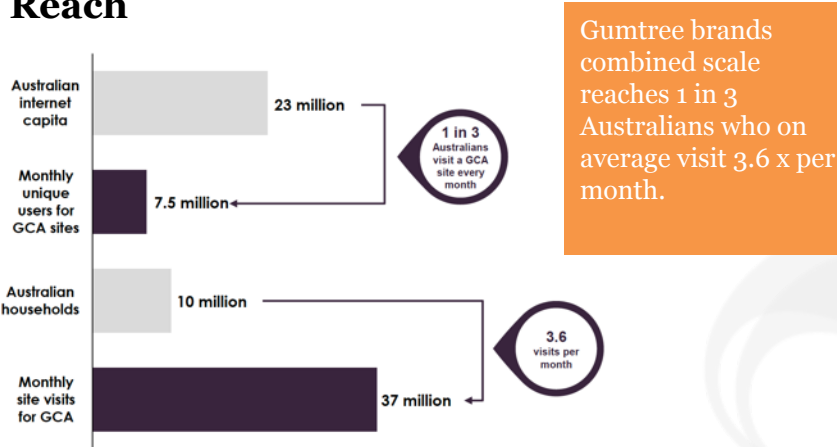 Reach
Australian
internet
capita
23 million
1 in 3
Australians
visit a GCA
site every
month
Monthly
unique
users for
GCA sites
7.5 million
Australian
households
10 million
3.6
visits per
month
Monthly
site visits
for GCA
37 million
Gumtree brands
combined scale
reaches 1 in 3
Australians who on
average visit 3.6 x per
month.